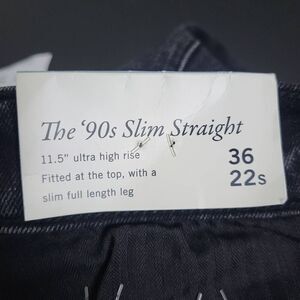 The '90s Slim Straight
11.5" ultra high rise
Fitted at the top, with a
slim full length leg
36
22s